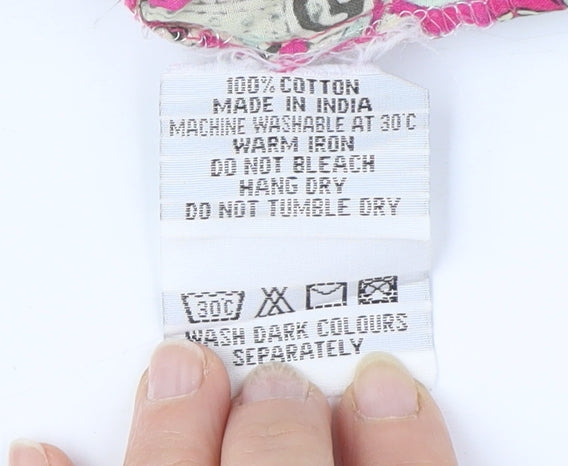 100% COTTON
MADE IN INDIA
MACHINE WASHABLE AT 30°C
WARM IRON
DO NOT BLEACH
HANG DRY
DO NOT TUMBLE DRY
30C
WASH DARK COLOURS
SEPARATELY